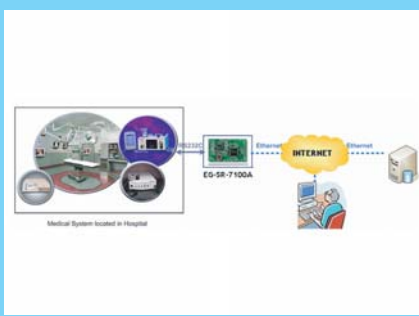 RS232C
Ethernet
INTERNET
Ethernet
EG-SR-7100A
Medical System located in Hospital